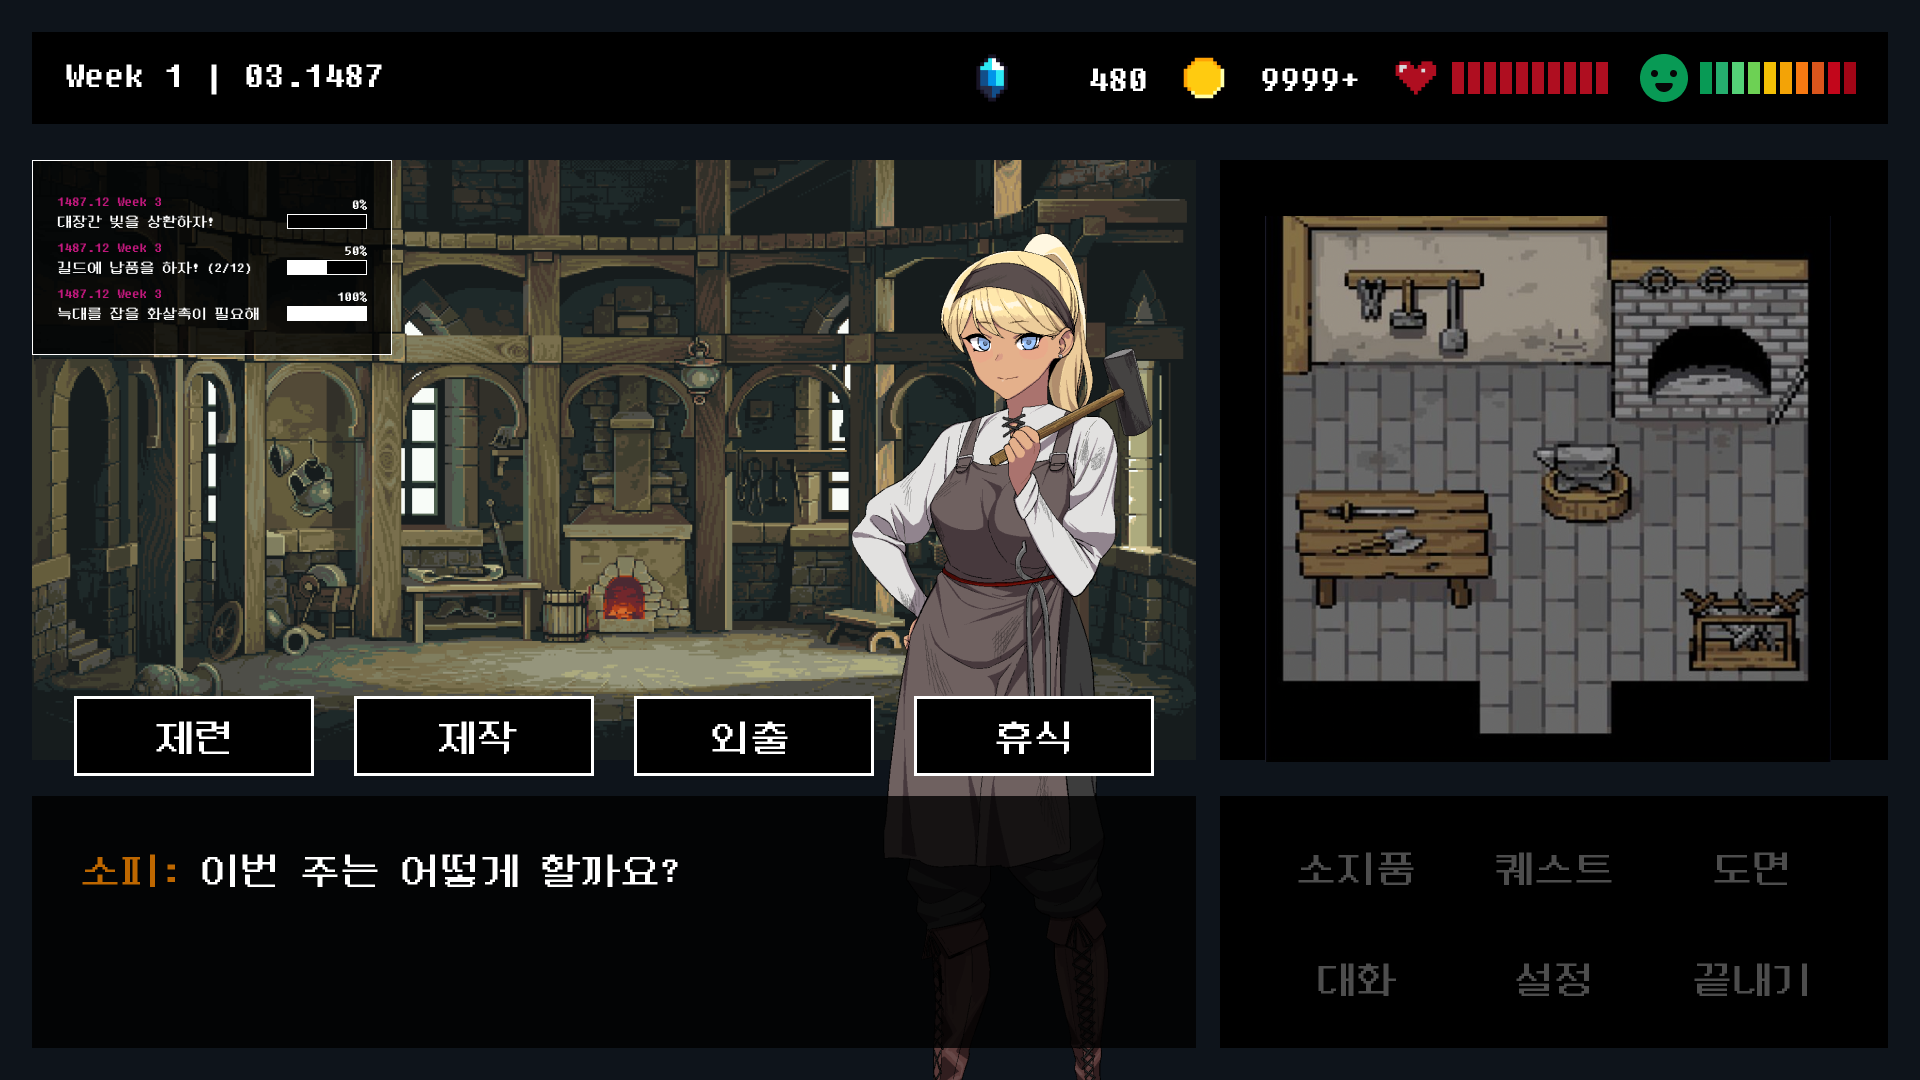 Week 1 | 03.1487
480
9999+
1487.12 Week 3
0%
대장간 빚을 상환하자!
1487.12 Week 3
50%
길드에 납품을 하자! (2/12)
1487.12 Week 3
100%
늑대를 잡을 화살촉이 필요해
제련
제작
외출
휴식
소피: 이번 주는 어떻게 할까요?
소지품
퀘스트
도면
대화
설정
끝내기